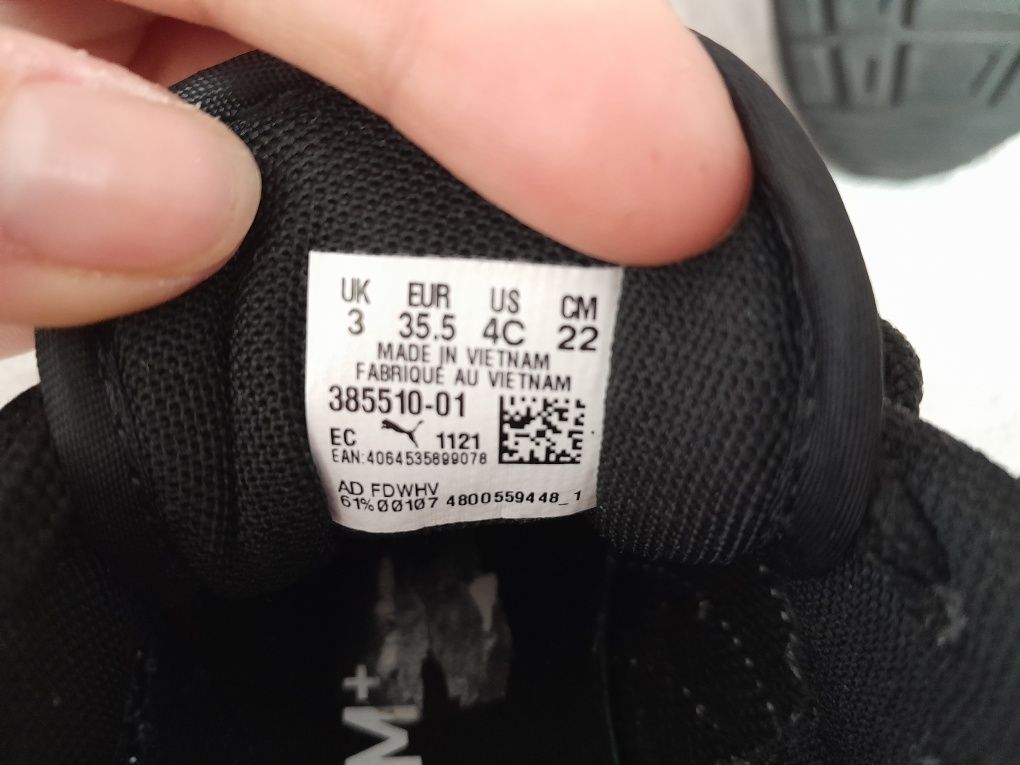 UK EUR US CM
3 35.5 4C 22
MADE IN VIETNAM
FABRIQUÉ AU VIETNAM
385510-01
EC 1121
EAN:4064535899078
AD FDWHV
61%00107 4800559448_1
M+